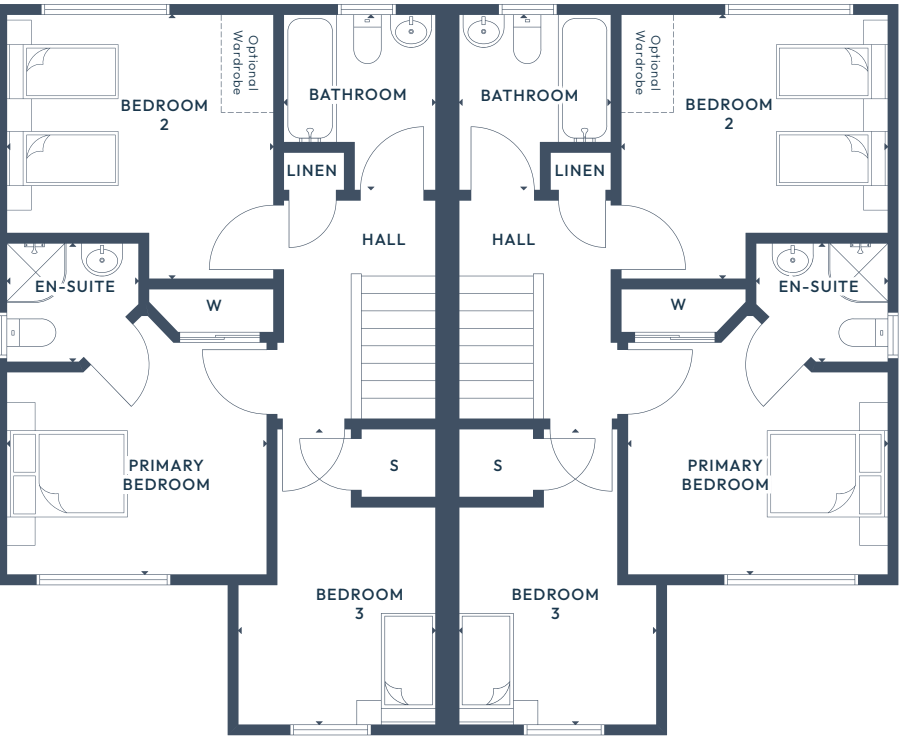 Optional
Wardrobe
BEDROOM
2
BATHROOM
LINEN
HALL
EN-SUITE
W
PRIMARY
BEDROOM
S
BEDROOM
3
BATHROOM
Optional
Wardrobe
BEDROOM
2
LINEN
HALL
EN-SUITE
W
PRIMARY
BEDROOM
S
BEDROOM
3